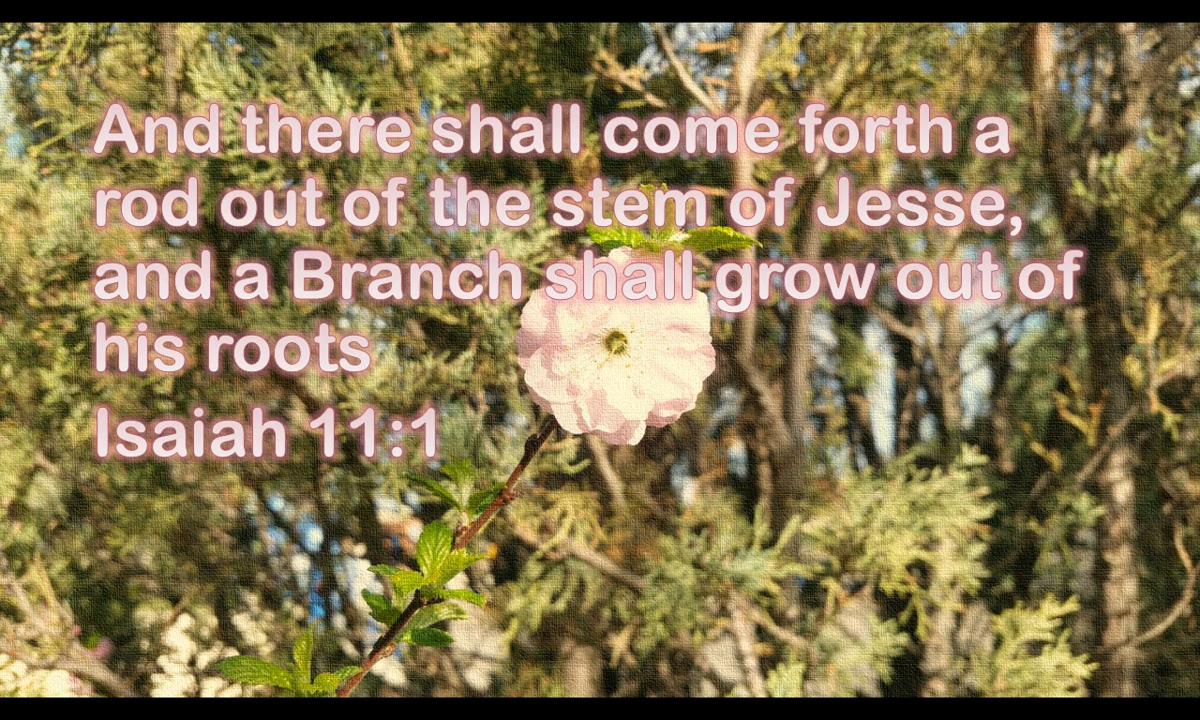 And there shall come forth a
rod out of the stem of Jesse,
and a Branch shall grow out of
his roots
Isaiah 11:1